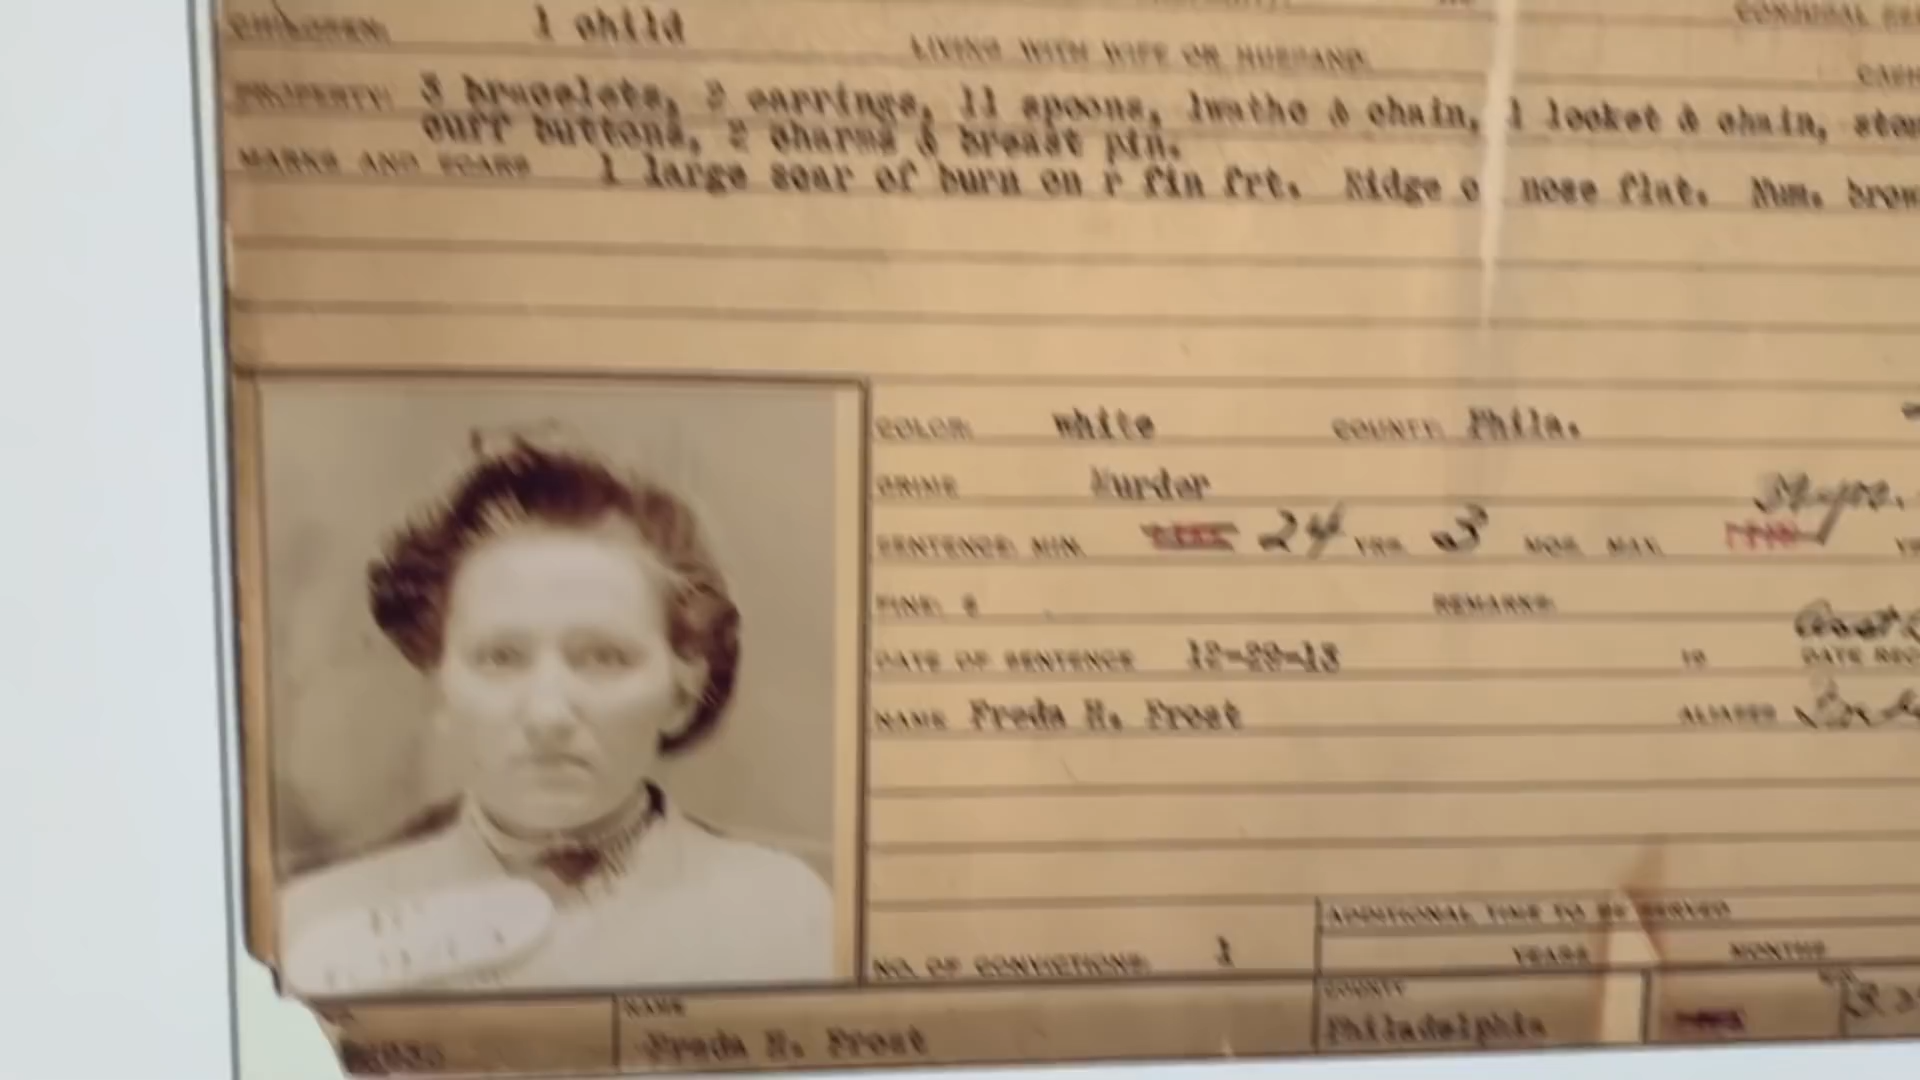 CHILDREN: 1 child LIVING WITH WIFE OR HUSBAND
PROPERTY: 3 bracelets, 2 earrings, 11 spoons, 1wathc & chain, 1 locket & chain,
cuff buttons, 2 charms & breast pin.
MARKS AND SCARS 1 large scar of burn on r fin frt. Ridge o nose flat. Num.
COLOR: white COUNTY: Phila.
CRIME Murder
SENTENCE: MIN. 24 YRS. 3 MOS. MAX.
FINE: $ REMARKS:
DATE OF SENTENCE 12-29-13 19
NAME Freda H. Frost ALIASES
NO. OF CONVICTIONS: 1 ADDITIONAL TIME TO BE SERVED
YEARS MONTHS
NAME COUNTY
Freda H. Frost Philadelphia